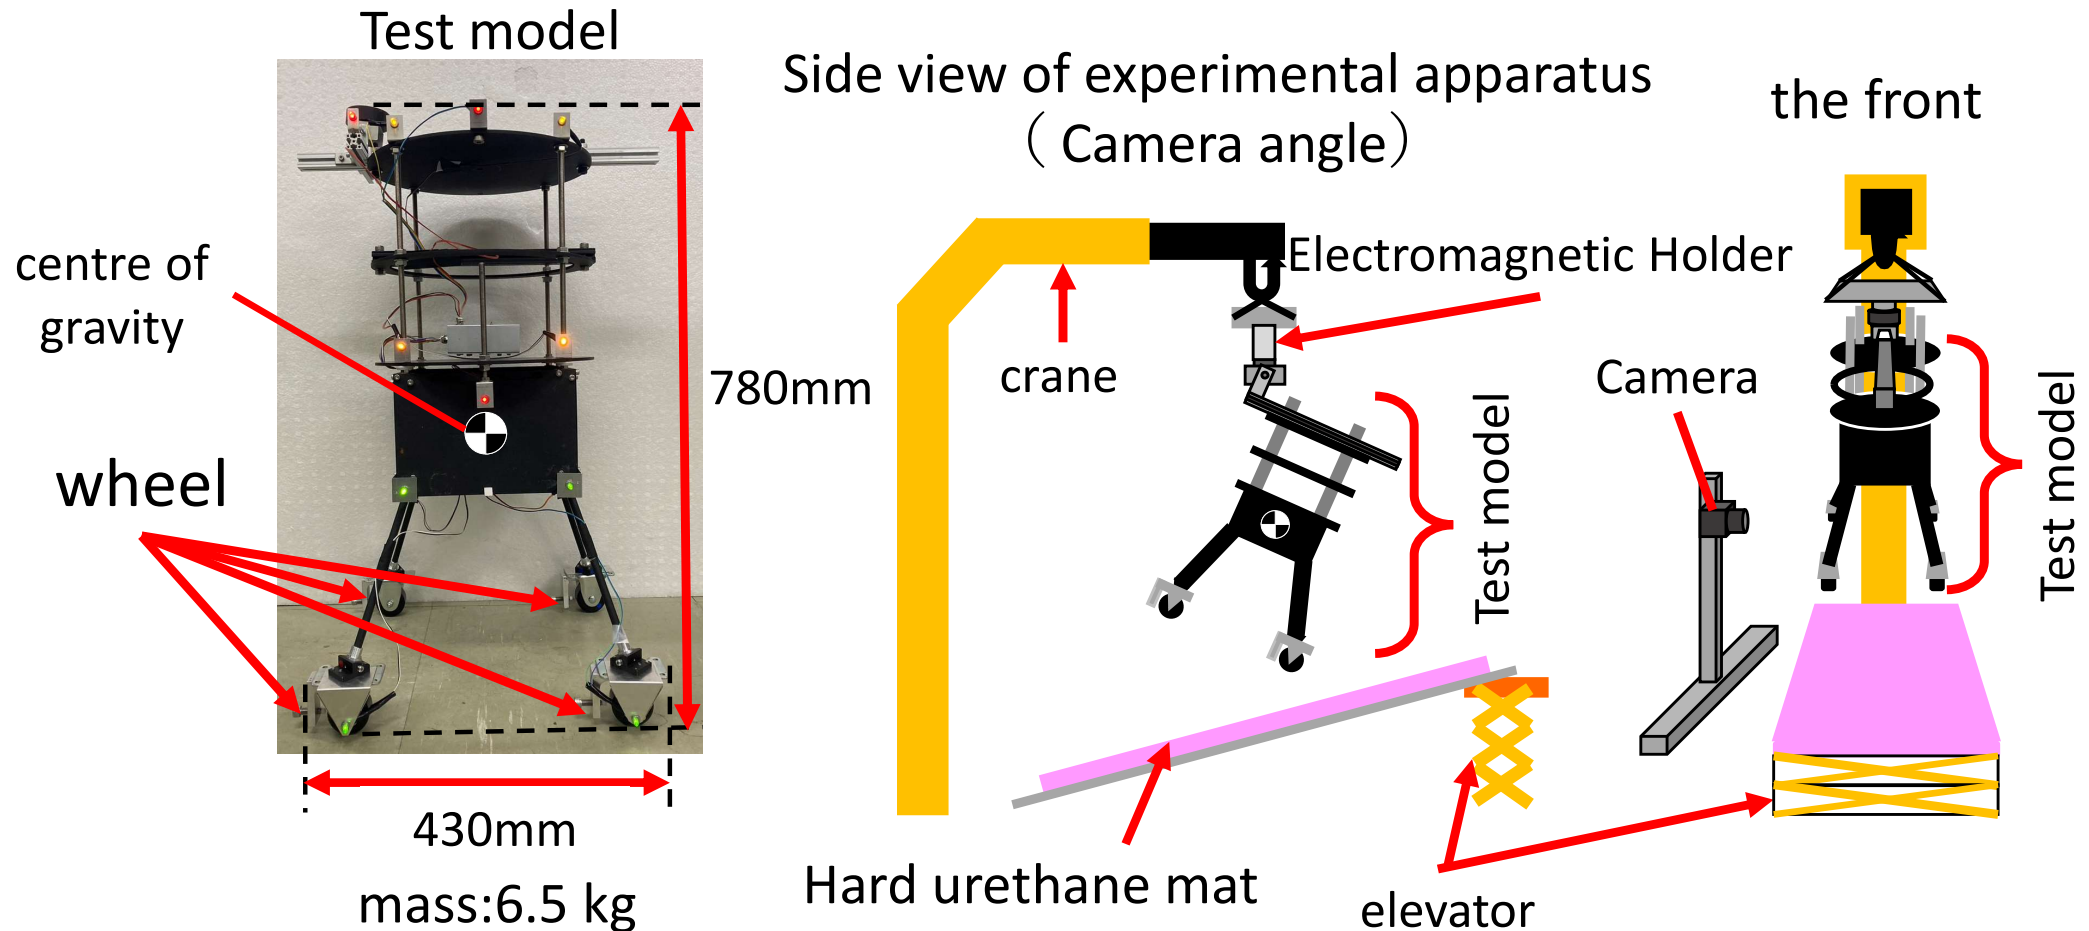 Test model
centre of
gravity
wheel
780mm
430mm
mass:6.5 kg
Side view of experimental apparatus
（ Camera angle）
Electromagnetic Holder
crane
Test model
Hard urethane mat
elevator
the front
Camera
Test model